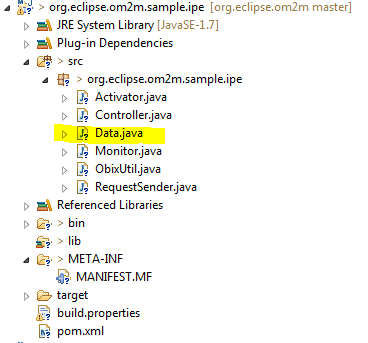 > org.eclipse.om2m.sample.ipe [org.eclipse.om2m master]
JRE System Library [JavaSE-1.7]
Plug-in Dependencies
> src
> org.eclipse.om2m.sample.ipe
Activator.java
Controller.java
Data.java
Monitor.java
ObixUtil.java
RequestSender.java
Referenced Libraries
> bin
> lib
> META-INF
MANIFEST.MF
target
build.properties
pom.xml